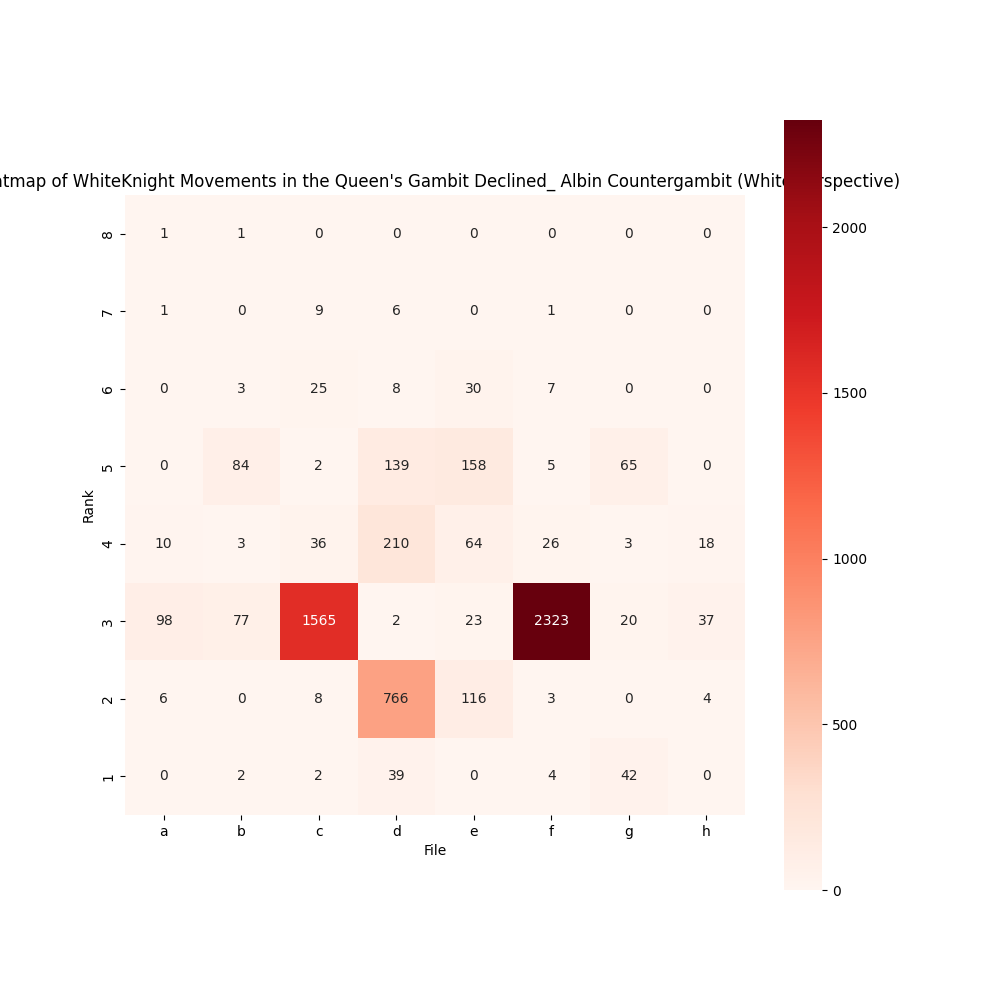 atmap of WhiteKnight Movements in the Queen's Gambit Declined_ Albin Countergambit (Whit rspective)
8 1 1 0 0 0 0 0 0
7 1 0 9 6 0 1 0 0
6 0 3 25 8 30 7 0 0
5 0 84 2 139 158 5 65 0
Rank
4 10 3 36 210 64 26 3 18
3 98 77 1565 2 23 2323 20 37
2 6 0 8 766 116 3 0 4
1 0 2 2 39 0 4 42 0
a b c d e f g h
File
2000
1500
1000
500
0